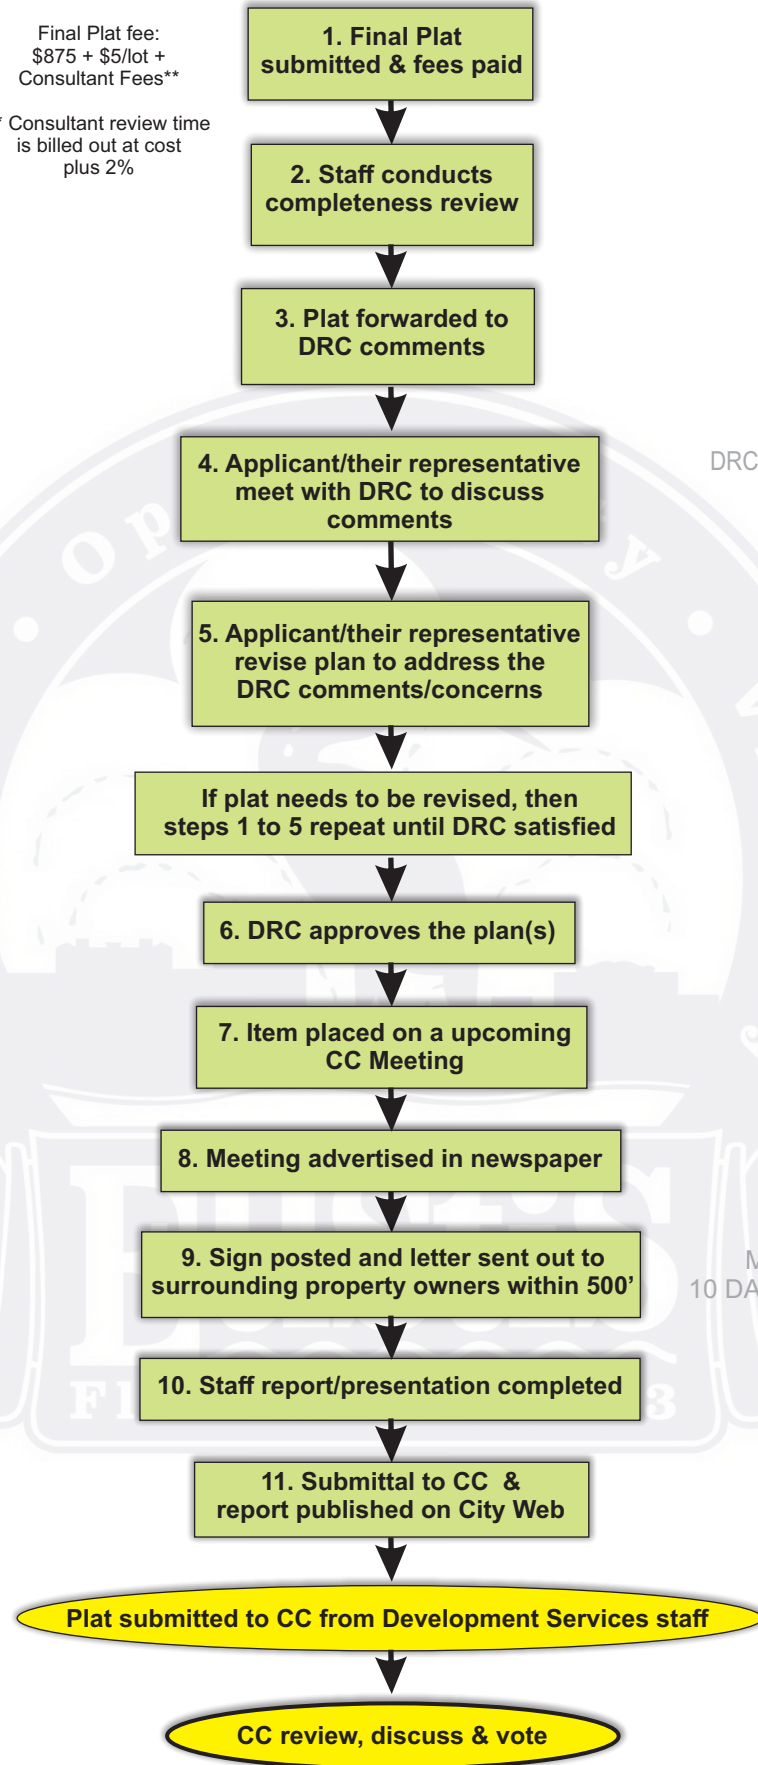 Final Plat fee:
$875 + $5/lot +
Consultant Fees**
* Consultant review time
is billed out at cost
plus 2%
1. Final Plat
submitted & fees paid
2. Staff conducts
completeness review
3. Plat forwarded to
DRC comments
4. Applicant/their representative
meet with DRC to discuss
comments
DRC
5. Applicant/their representative
revise plan to address the
DRC comments/concerns
If plat needs to be revised, then
steps 1 to 5 repeat until DRC satisfied
6. DRC approves the plan(s)
7. Item placed on a upcoming
CC Meeting
8. Meeting advertised in newspaper
9. Sign posted and letter sent out to
surrounding property owners within 500’
10 DA
10. Staff report/presentation completed
11. Submittal to CC &
report published on City Web
Plat submitted to CC from Development Services staff
CC review, discuss & vote